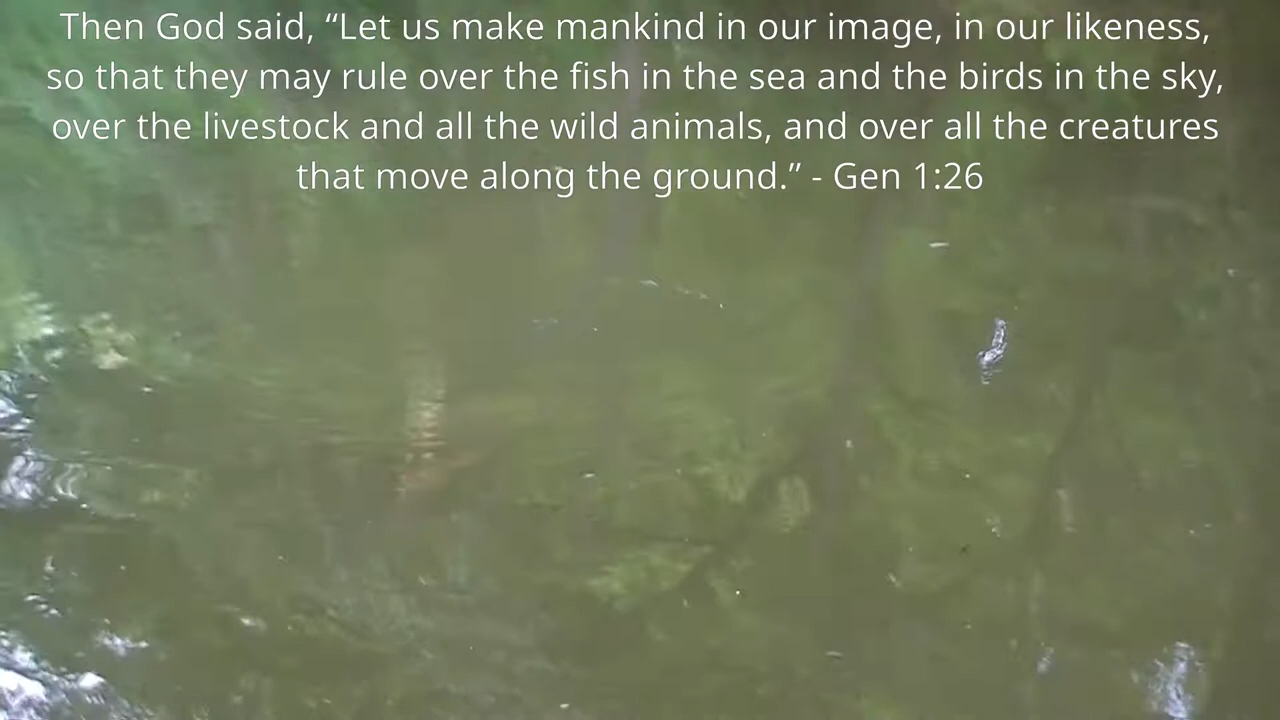 Then God said, “Let us make mankind in our image, in our likeness,
so that they may rule over the fish in the sea and the birds in the sky,
over the livestock and all the wild animals, and over all the creatures
that move along the ground.” - Gen 1:26